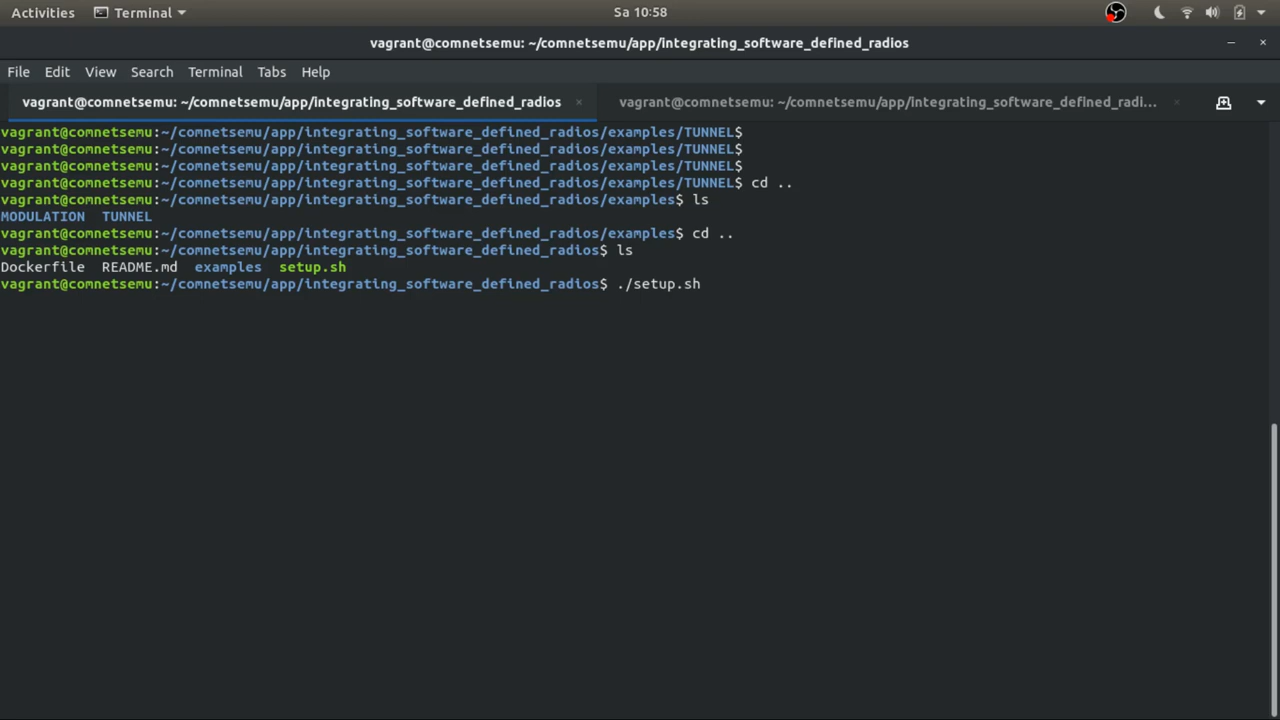 Activities Terminal Sa 10:58
vagrant@comnetsemu: ~/comnetsemu/app/integrating_software_defined_radios
File Edit View Search Terminal Tabs Help
vagrant@comnetsemu: ~/comnetsemu/app/integrating_software_defined_radios × vagrant@comnetsemu: ~/comnetsemu/app/integrating_software_defined_radi... ×
vagrant@comnetsemu:~/comnetsemu/app/integrating_software_defined_radios/examples/TUNNEL$
vagrant@comnetsemu:~/comnetsemu/app/integrating_software_defined_radios/examples/TUNNEL$
vagrant@comnetsemu:~/comnetsemu/app/integrating_software_defined_radios/examples/TUNNEL$
vagrant@comnetsemu:~/comnetsemu/app/integrating_software_defined_radios/examples/TUNNEL$ cd ..
vagrant@comnetsemu:~/comnetsemu/app/integrating_software_defined_radios/examples$ ls
MODULATION TUNNEL
vagrant@comnetsemu:~/comnetsemu/app/integrating_software_defined_radios/examples$ cd ..
vagrant@comnetsemu:~/comnetsemu/app/integrating_software_defined_radios$ ls
Dockerfile README.md examples setup.sh
vagrant@comnetsemu:~/comnetsemu/app/integrating_software_defined_radios$ ./setup.sh